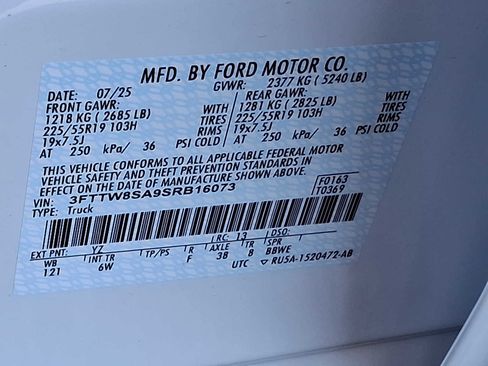 MFD. BY FORD MOTOR CO.
DATE: 07/25 GVWR: 2377 KG ( 5240 LB)
FRONT GAWR: REAR GAWR:
1218 KG ( 2685 LB) WITH 1281 KG ( 2825 LB) WITH
225/55R19 103H TIRES 225/55R19 103H TIRES
19x7.5J RIMS 19x7.5J RIMS
AT 250 kPa/ 36 PSI COLD AT 250 kPa/ 36 PSI COLD
THIS VEHICLE CONFORMS TO ALL APPLICABLE FEDERAL MOTOR
VEHICLE SAFETY AND THEFT PREVENTION STANDARDS IN
EFFECT ON THE DATE OF MANUFACTURE SHOWN ABOVE.
VIN: 3FTTW8SA9SRB16073 F0163
TYPE: Truck T0369
EXT PNT: YZ RC: 13 DSO:
WB INT TR TP/PS R AXLE TR SPR
121 6W F 3B 8 BBWE
UTC ▽ RU5A-1520472-AB